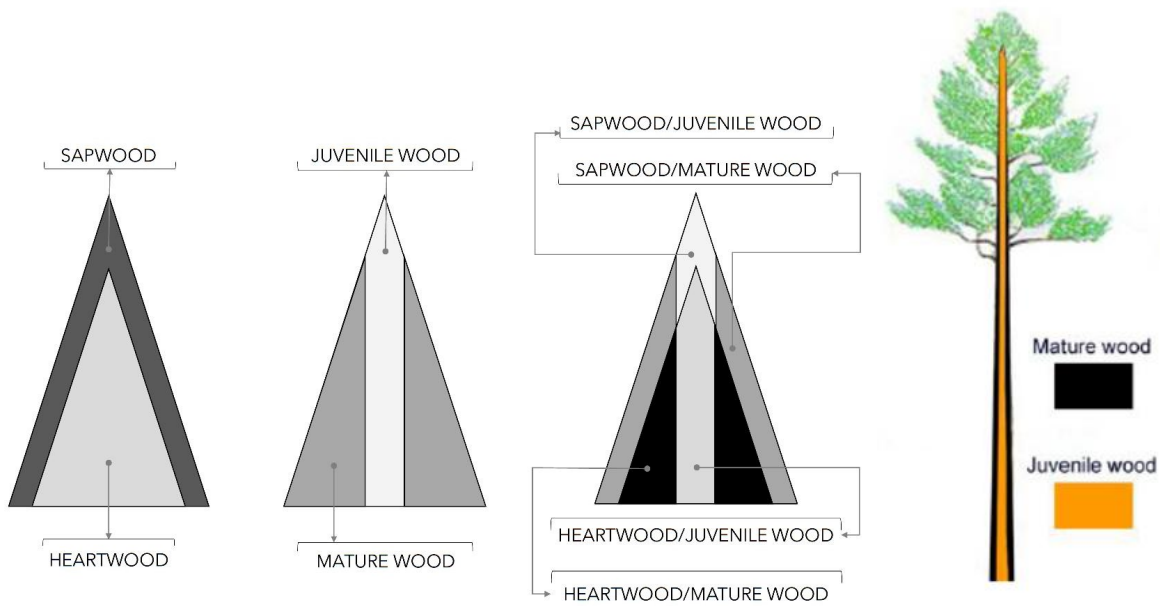 SAPWOOD
HEARTWOOD
JUVENILE WOOD
MATURE WOOD
SAPWOOD/JUVENILE WOOD
SAPWOOD/MATURE WOOD
HEARTWOOD/JUVENILE WOOD
HEARTWOOD/MATURE WOOD
Mature wood
Juvenile wood